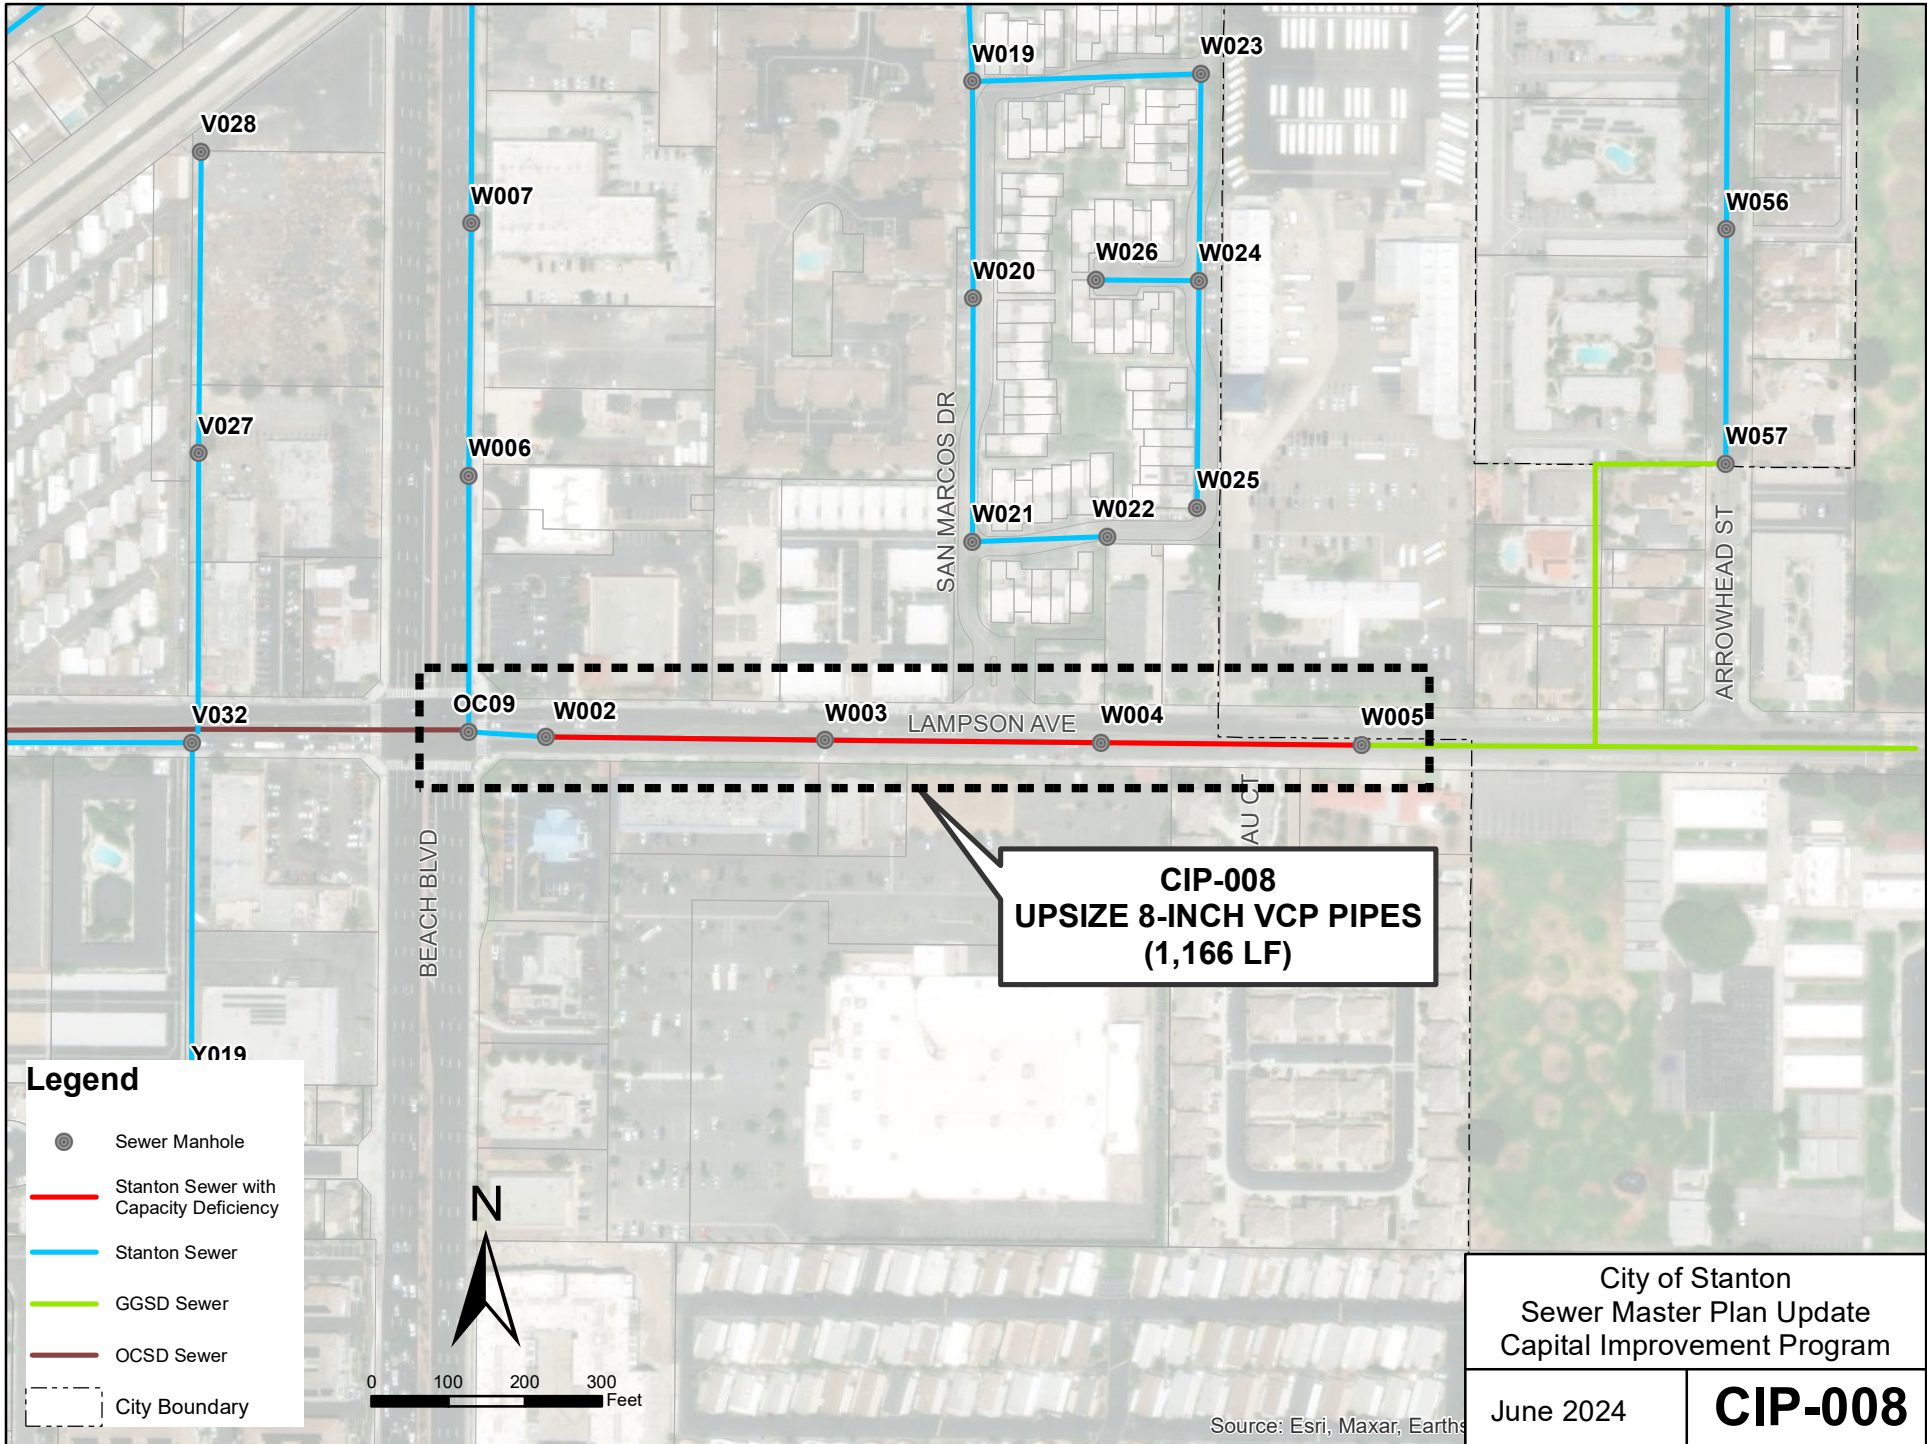 W019
W023
V028
W007
W056
W026
W024
W020
V027
W006
W057
W025
W022
W021
SAN MARCOS DR
ARROWHEAD ST
OC09
W002
V032
W003
LAMPSON AVE
W004
W005
AU CT
BEACH BLVD
CIP-008
UPSIZE 8-INCH VCP PIPES
(1,166 LF)
Y019
Legend
Sewer Manhole
Stanton Sewer with
Capacity Deficiency
Stanton Sewer
GGSD Sewer
OCSD Sewer
City Boundary
N
0 100 200 300
Feet
Source: Esri, Maxar, Earths
City of Stanton
Sewer Master Plan Update
Capital Improvement Program
June 2024
CIP-008